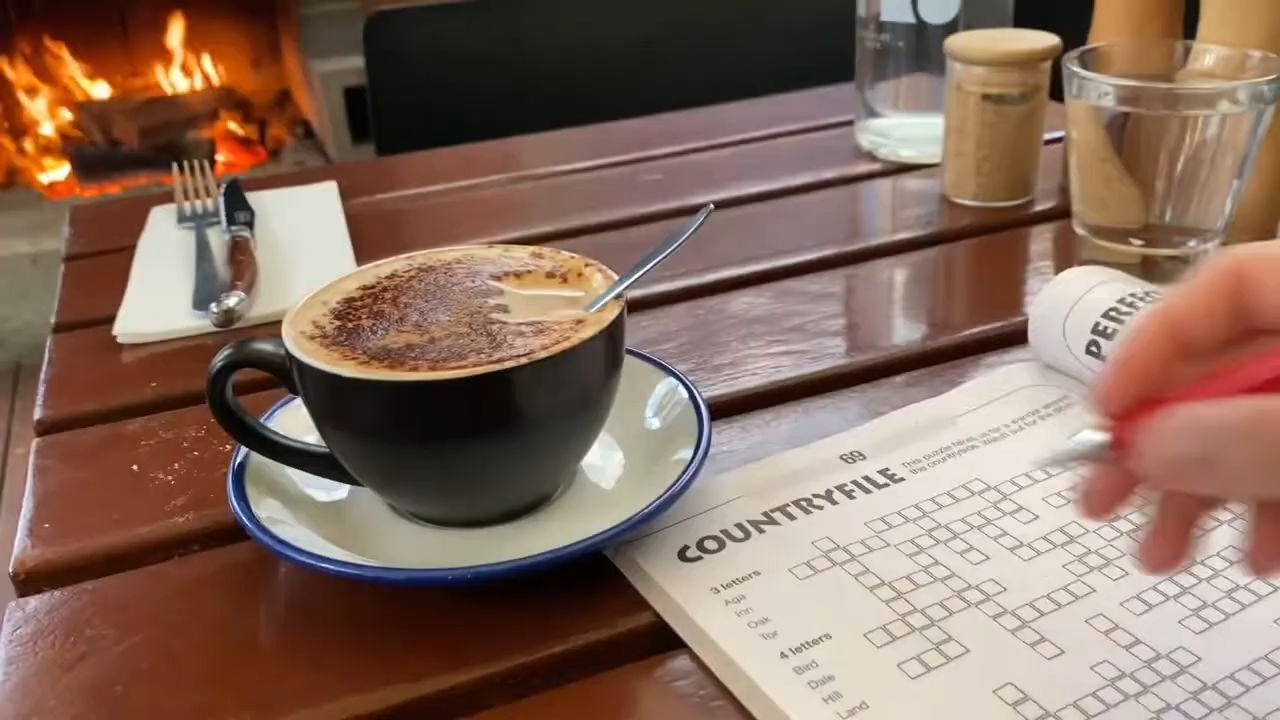 PERFE
69
COUNTRYFILE
This puzzle takes us for a wander around
the countryside. Watch out for the
3 letters
Aga
Inn
Oak
Tor
4 letters
Bird
Dale
Hill
Land